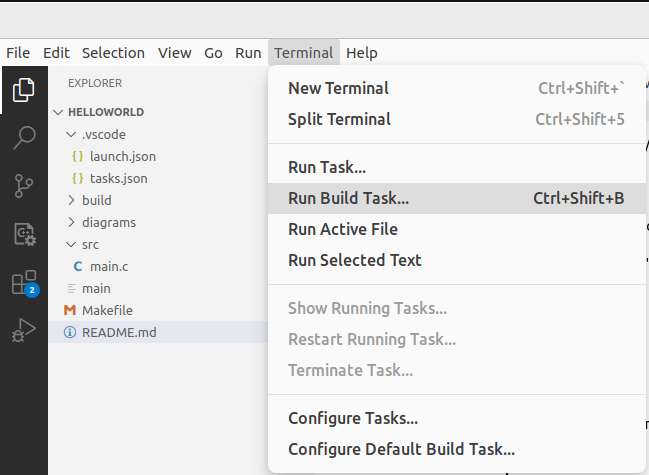 File Edit Selection View Go Run Terminal Help
EXPLORER
HELLOWORLD
.vscode
{ } launch.json
{ } tasks.json
build
diagrams
src
C main.c
main
M Makefile
README.md
2
New Terminal Ctrl+Shift+`
Split Terminal Ctrl+Shift+5
Run Task...
Run Build Task... Ctrl+Shift+B
Run Active File
Run Selected Text
Show Running Tasks...
Restart Running Task...
Terminate Task...
Configure Tasks...
Configure Default Build Task...